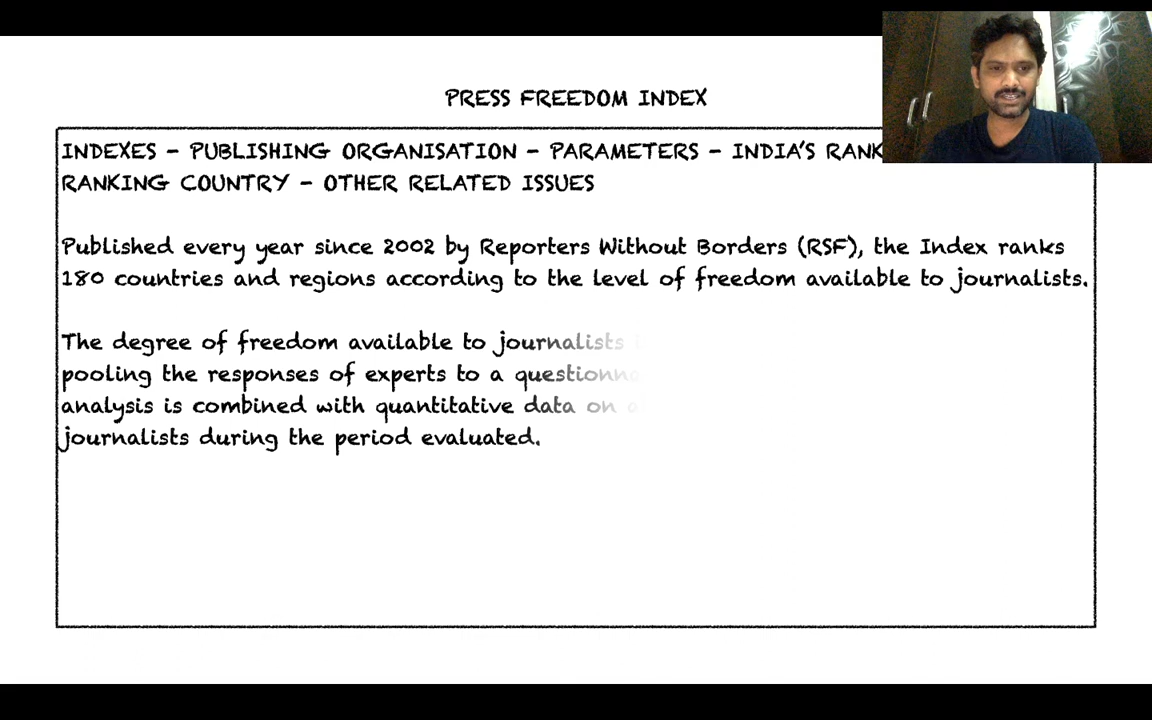 PRESS FREEDOM INDEX
INDEXES - PUBLISHING ORGANISATION - PARAMETERS - INDIA'S RANK
RANKING COUNTRY - OTHER RELATED ISSUES
Published every year since 2002 by Reporters Without Borders (RSF), the Index ranks
180 countries and regions according to the level of freedom available to journalists.
The degree of freedom available to journalists
pooling the responses of experts to a
analysis is combined with quantitative data on
journalists during the period evaluated.